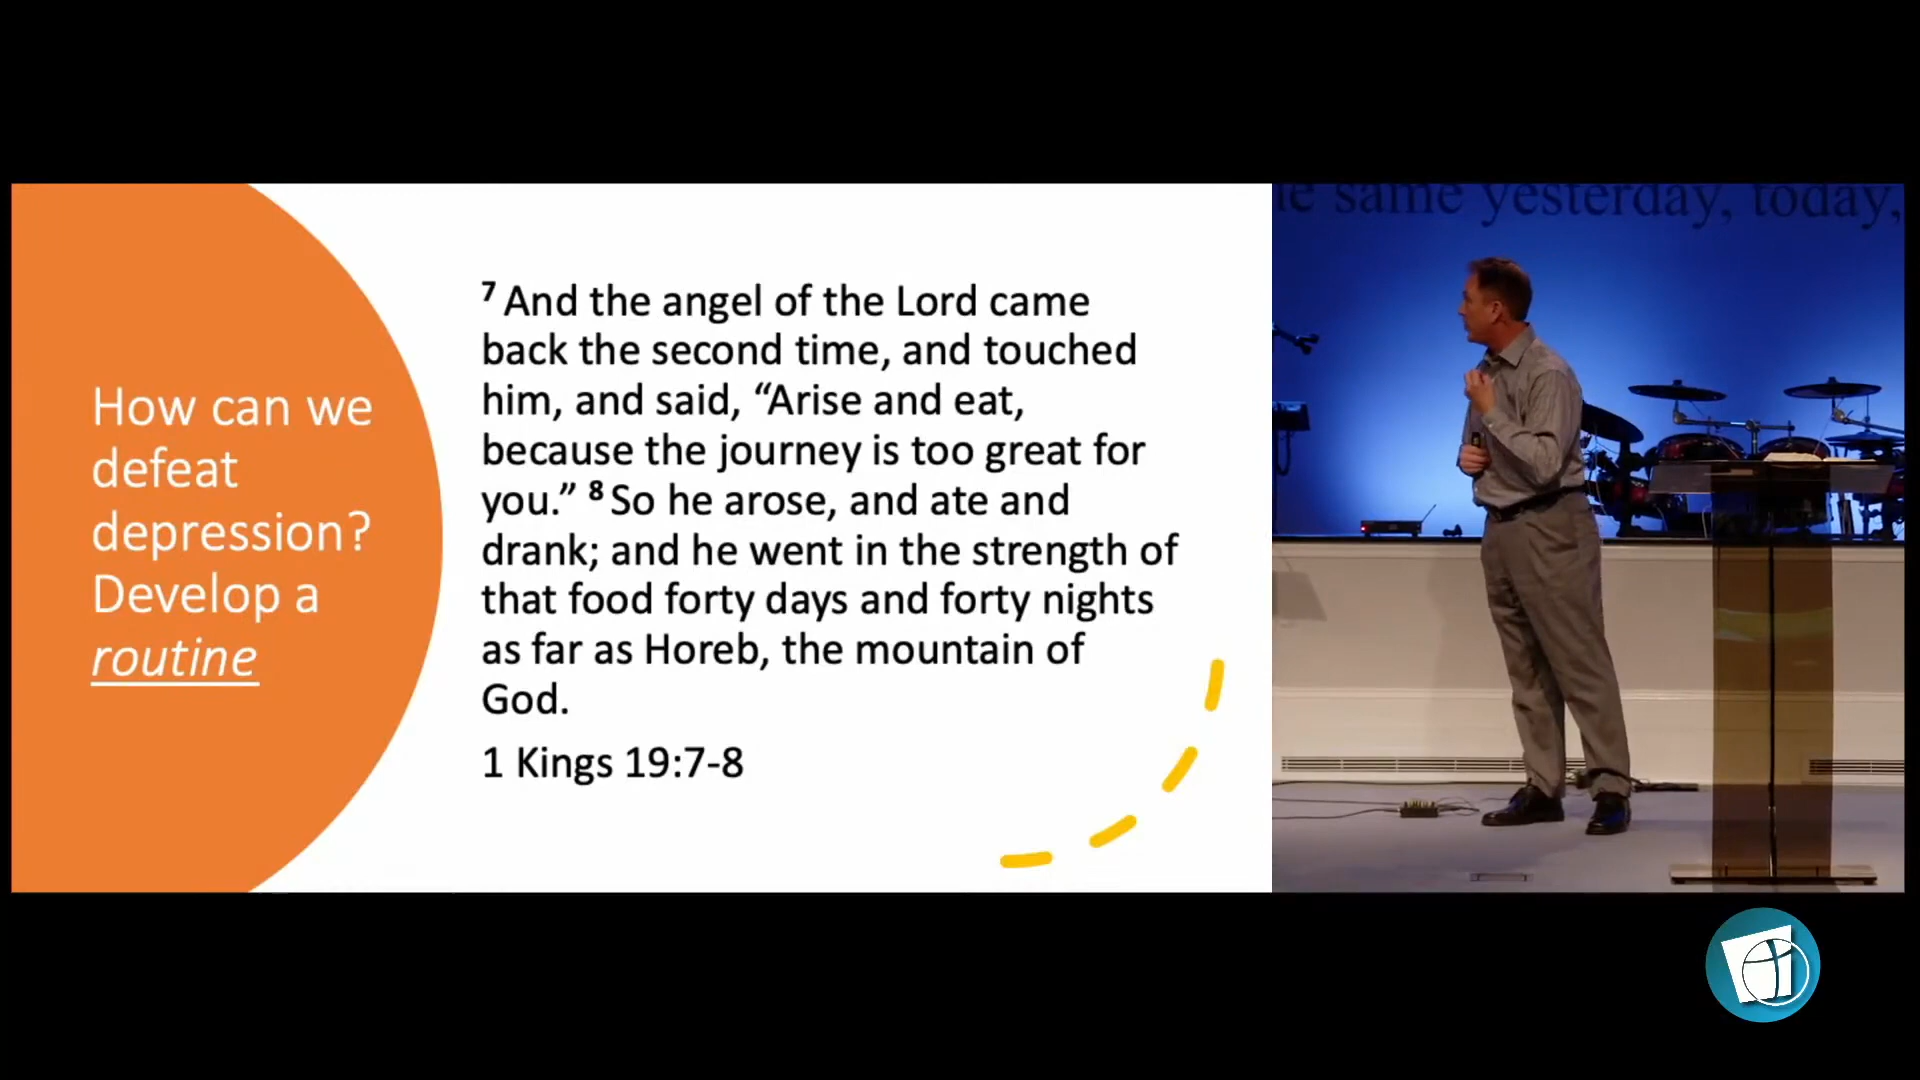 How can we
defeat
depression?
Develop a
routine
7 And the angel of the Lord came
back the second time, and touched
him, and said, “Arise and eat,
because the journey is too great for
you.” 8 So he arose, and ate and
drank; and he went in the strength of
that food forty days and forty nights
as far as Horeb, the mountain of
God.
1 Kings 19:7-8
same yesterday, today,